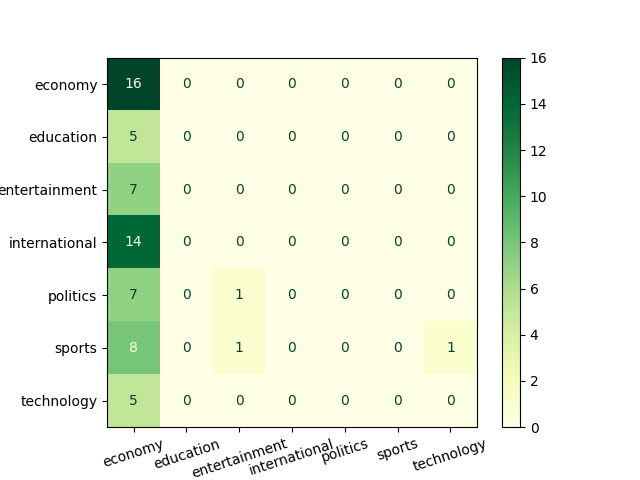 economy 16 0 0 0 0 0 0
education 5 0 0 0 0 0 0
entertainment 7 0 0 0 0 0 0
international 14 0 0 0 0 0 0
politics 7 0 1 0 0 0 0
sports 8 0 1 0 0 0 1
technology 5 0 0 0 0 0 0
economy education entertainment international politics sports technology
16
14
12
10
8
6
4
2
0